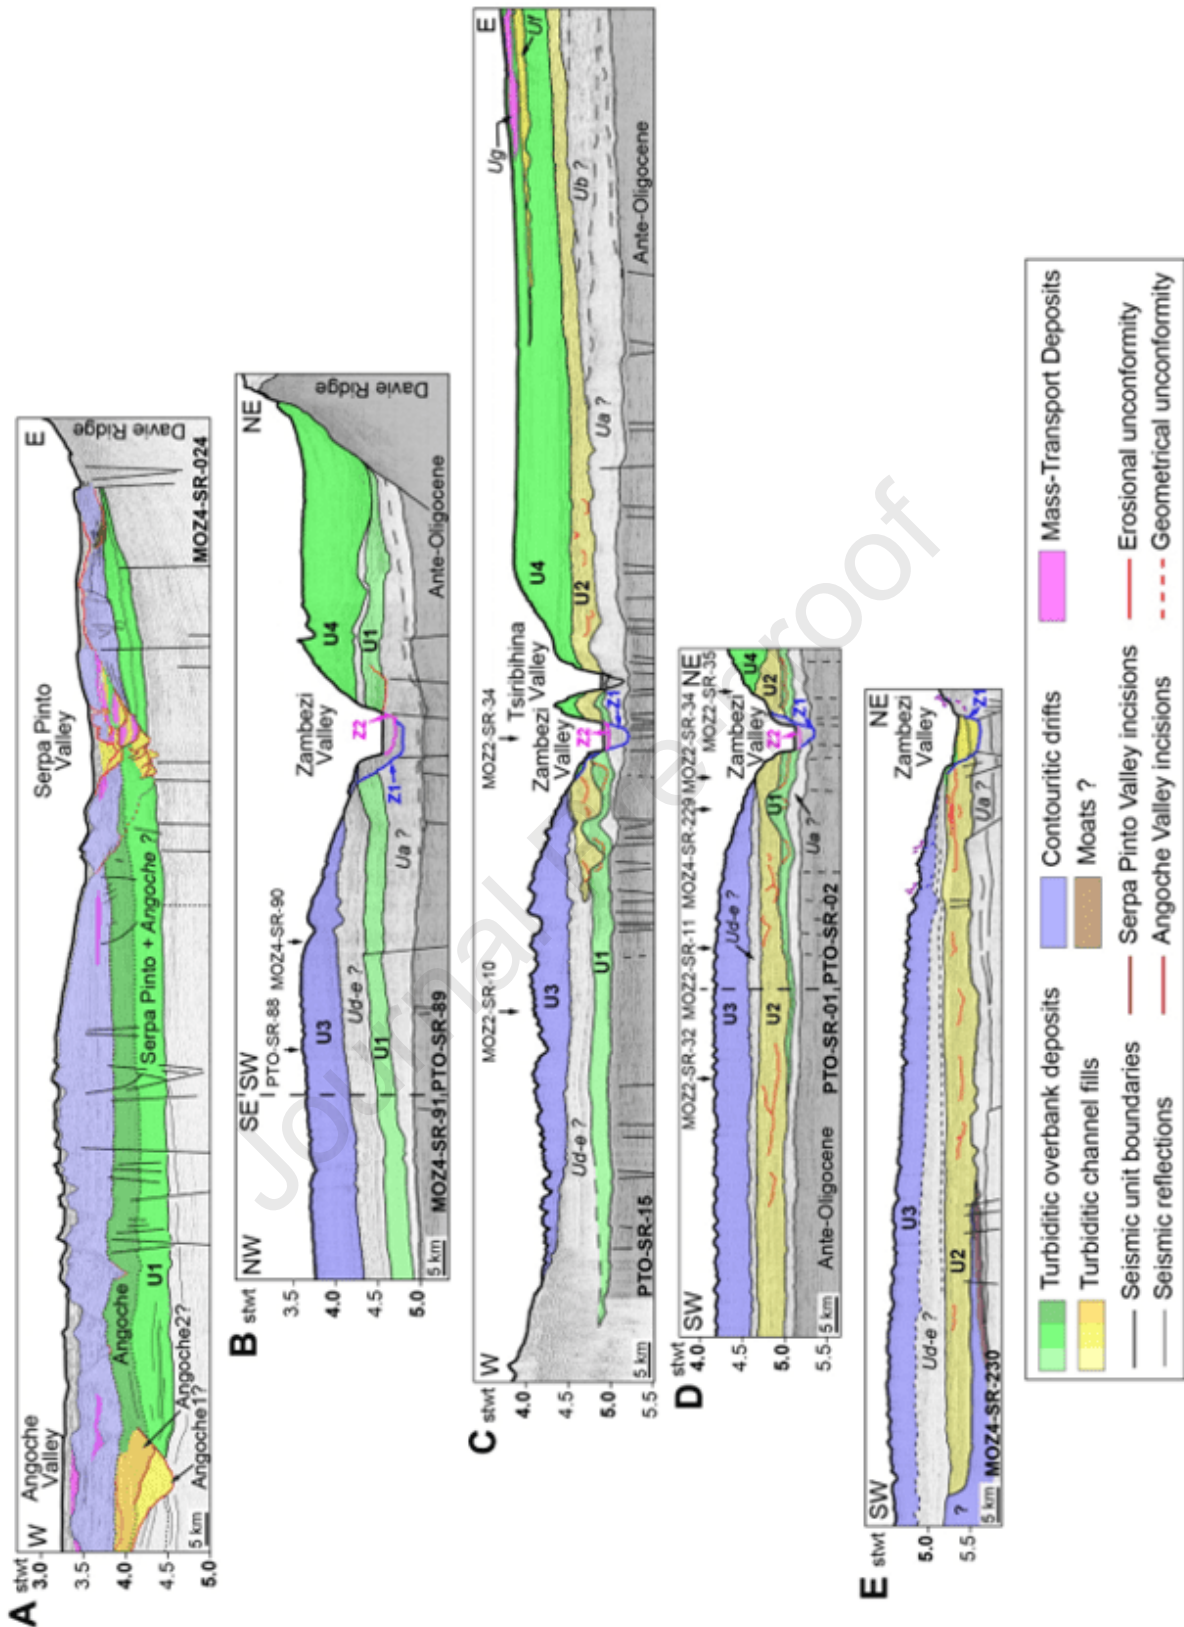 A
stwt
W
E
Angoche
Valley
Serpa Pinto
Valley
3.0
3.5
4.0
4.5
5.0
5 km
Angoche
Angoche2?
Angoche1?
U1
Serpa Pinto + Angoche ?
Davie Ridge
MOZ4-SR-024
B
stwt
NW
SE
SW
NE
PTO-SR-88
MOZ4-SR-90
Zambezi
Valley
3.5
4.0
4.5
5.0
5 km
U3
Ud-e ?
U1
Ua ?
Z1
Z2
U4
U1
Davie Ridge
Ante-Oligocene
MOZ4-SR-91
PTO-SR-89
C
stwt
W
E
MOZ2-SR-10
MOZ2-SR-34
Zambezi
Valley
Tsiribihina
Valley
4.0
4.5
5.0
5.5
5 km
PTO-SR-15
U3
Ud-e ?
U1
Z2
Z1
U4
U2
Ua ?
Ub ?
Ug
Uf
Ante-Oligocene
D
stwt
SW
NE
MOZ2-SR-32
MOZ2-SR-11
MOZ4-SR-229
MOZ2-SR-34
MOZ2-SR-35
Zambezi
Valley
4.0
4.5
5.0
5.5
5 km
U3
Ud-e ?
U2
U1
Ua ?
Z2
Z1
U4
U2
Ante-Oligocene
PTO-SR-01
PTO-SR-02
E
stwt
SW
NE
Zambezi
Valley
5.0
5.5
5 km
U3
Ud-e ?
U2
?
Ua ?
Z1
MOZ4-SR-230
Turbiditic overbank deposits
Contouritic drifts
Mass-Transport Deposits
Turbiditic channel fills
Moats ?
Seismic unit boundaries
Serpa Pinto Valley incisions
Erosional unconformity
Seismic reflections
Angoche Valley incisions
Geometrical unconformity
Journal Pre-proof